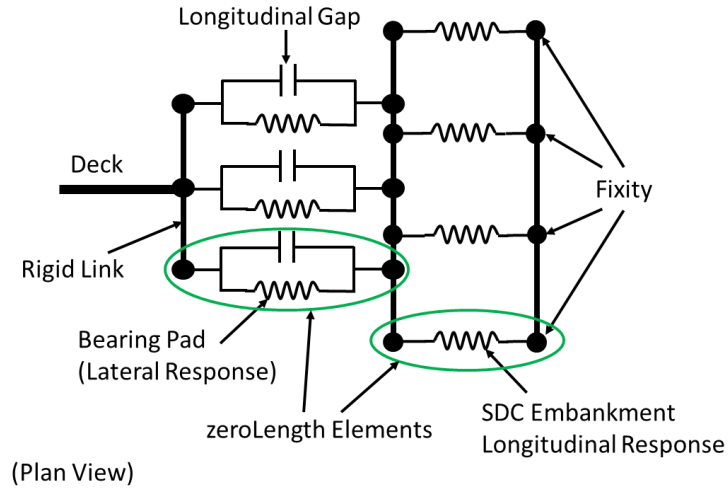 Longitudinal Gap
Deck
Fixity
Rigid Link
Bearing Pad
(Lateral Response)
zeroLength Elements
SDC Embankment
Longitudinal Response
(Plan View)